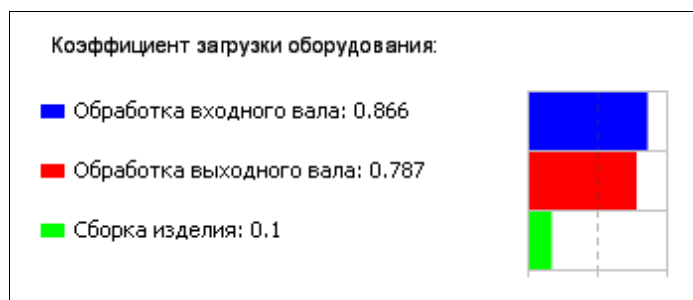 Коэффициент загрузки оборудования:
Обработка входного вала: 0.866
Обработка выходного вала: 0.787
Сборка изделия: 0.1